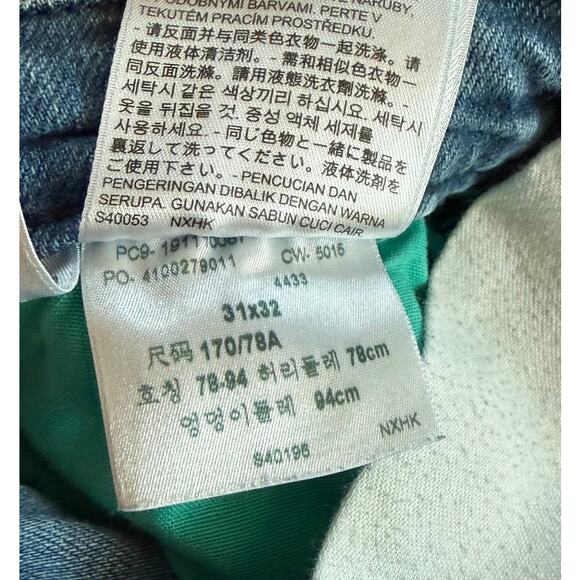 NARUBY,
PODOBNÝMI BARVAMI. PERTE V
TEKUTÉM PRACÍM PROSTŘEDKU.
- 请反面并与同类色衣物一起洗涤。请
使用液体清洁剂。- 需和相似色衣物一
同反面洗滌。請用液態洗衣劑洗滌。-
세탁시 같은 색상끼리 하십시요. 세탁시
옷을 뒤집을 것. 중성 액체 세제를
사용하세요. - 同じ色物と一緒に製品を
裏返して洗ってください。液体洗剤を
ご使用下さい。- PENCUCIAN DAN
PENGERINGAN DIBALIK DENGAN WARNA
SERUPA. GUNAKAN SABUN CUCI CAIR
S40053 NXHK
PO- 4100279011 CW- 5016
4433
31x32
尺码 170/78A
호칭 78-94 허리둘레 78cm
엉덩이둘레 94cm
S40196 NXHK